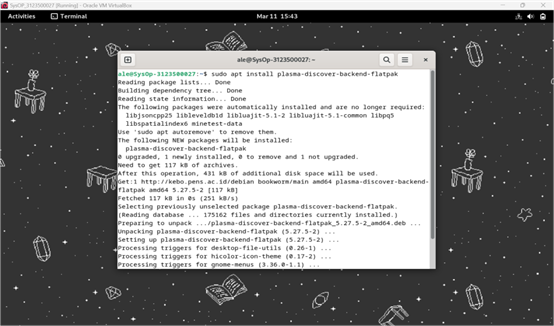 SysOP_3123500027 [Running] - Oracle VM VirtualBox
Activities
Terminal
Mar 11 15:43
ale@SysOp-3123500027: ~
ale@SysOp-3123500027:~$ sudo apt install plasma-discover-backend-flatpak
Reading package lists... Done
Building dependency tree... Done
Reading state information... Done
The following packages were automatically installed and are no longer required:
libjsoncpp25 libleveldb1d libluajit-5.1-2 libluajit-5.1-common libpq5
libspatialindex6 minetest-data
Use 'sudo apt autoremove' to remove them.
The following NEW packages will be installed:
plasma-discover-backend-flatpak
0 upgraded, 1 newly installed, 0 to remove and 1 not upgraded.
Need to get 117 kB of archives.
After this operation, 431 kB of additional disk space will be used.
Get:1 http://kebo.pens.ac.id/debian bookworm/main amd64 plasma-discover-backend-
flatpak amd64 5.27.5-2 [117 kB]
Fetched 117 kB in 0s (251 kB/s)
Selecting previously unselected package plasma-discover-backend-flatpak.
(Reading database ... 175162 files and directories currently installed.)
Preparing to unpack .../plasma-discover-backend-flatpak_5.27.5-2_amd64.deb ...
Unpacking plasma-discover-backend-flatpak (5.27.5-2) ...
Setting up plasma-discover-backend-flatpak (5.27.5-2) ...
Processing triggers for desktop-file-utils (0.26-1) ...
Processing triggers for hicolor-icon-theme (0.17-2) ...
Processing triggers for gnome-menus (3.36.0-1.1) ...